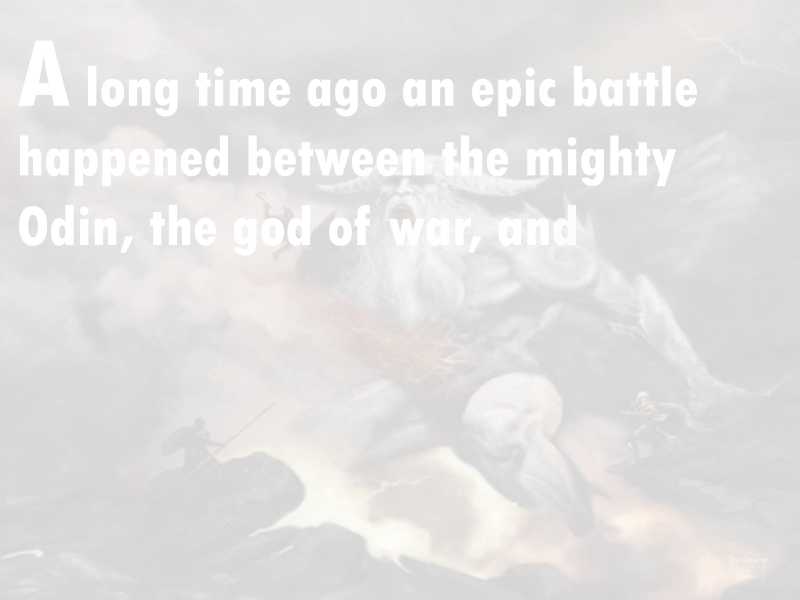 A long time ago an epic battle
happened between the mighty
Odin, the god of war, and